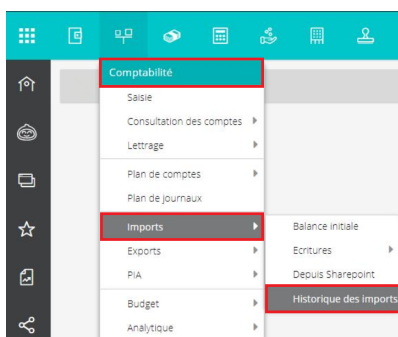 Comptabilité
Saisie
Consultation des comptes
Lettrage
Plan de comptes
Plan de journaux
Imports
Exports
PIA
Budget
Analytique
Balance initiale
Ecritures
Depuis Sharepoint
Historique des imports